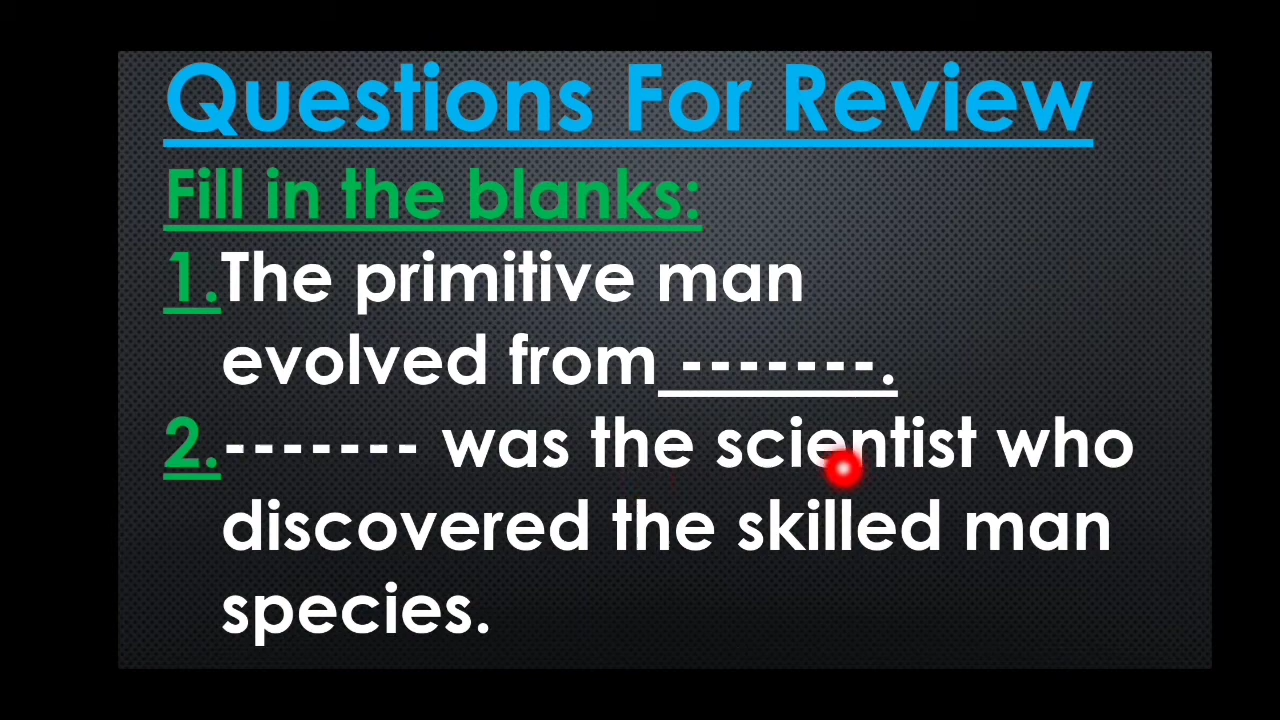 Questions For Review
Fill in the blanks:
1.The primitive man
evolved from -------.
2.------- was the scientist who
discovered the skilled man
species.